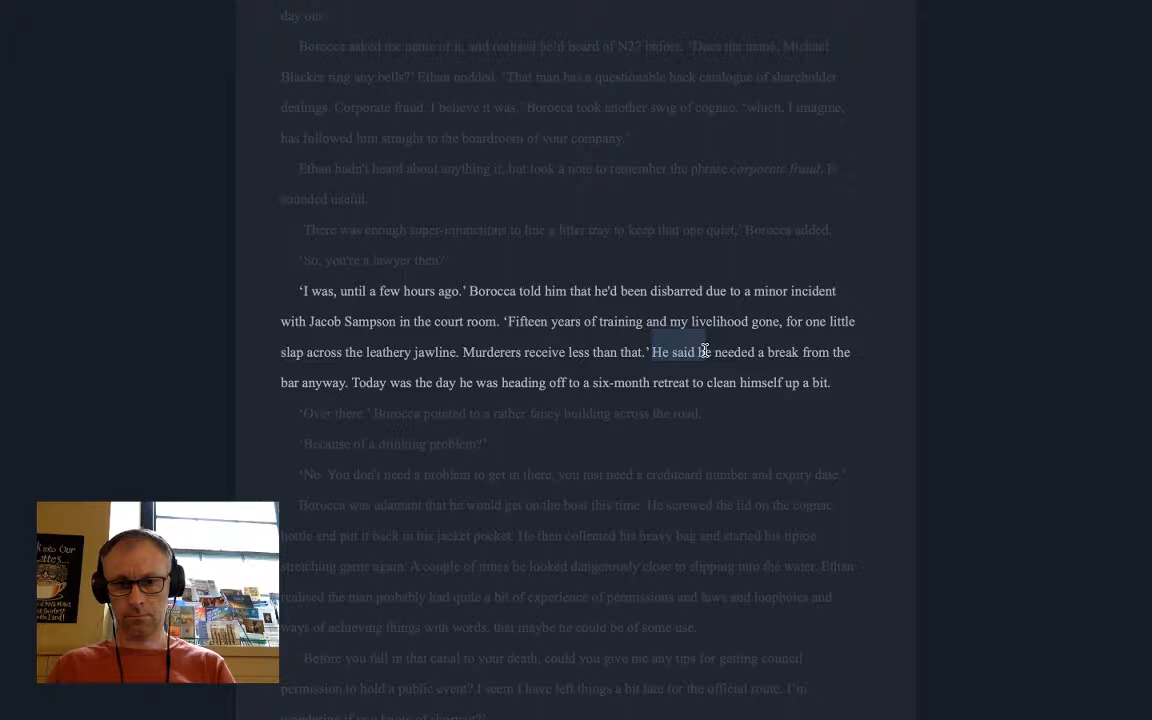 day out
Borocca asked the name of it, and realised he'd heard of N27 before. 'Does the name, Michael
Blacker ring any bells?' Ethan nodded. 'That man has a questionable back catalogue of shareholder
dealings. Corporate fraud, I believe it was.' Borocca took another swig of cognac. 'which, I imagine,
has followed him straight to the boardroom of your company.'
Ethan hadn't heard about anything it, but took a note to remember the phrase corporate fraud. It
sounded useful.
'There was enough super-injunctions to line a litter tray to keep that one quiet,' Borocca added.
'So, you're a lawyer then?'
‘I was, until a few hours ago.’ Borocca told him that he'd been disbarred due to a minor incident
with Jacob Sampson in the court room. ‘Fifteen years of training and my livelihood gone, for one little
slap across the leathery jawline. Murderers receive less than that.’ He said he needed a break from the
bar anyway. Today was the day he was heading off to a six-month retreat to clean himself up a bit.
‘Over there.’ Borocca pointed to a rather fancy building across the road.
‘Because of a drinking problem?’
‘No. You don't need a problem to get in there, you just need a creditcard number and expiry date.’
Borocca was adamant that he would get on the boat this time. He screwed the lid on the cognac
bottle and put it back in his jacket pocket. He then collected his heavy bag and started his tiptoe
stretching game again. A couple of times he looked dangerously close to slipping into the water. Ethan
realised the man probably had quite a bit of experience of permissions and laws and loopholes and
ways of achieving things with words. that maybe he could be of some use.
Before you fall in that canal to your death, could you give me any tips for getting council
permission to hold a public event? I seem I have left things a bit late for the official route. I'm
into Our